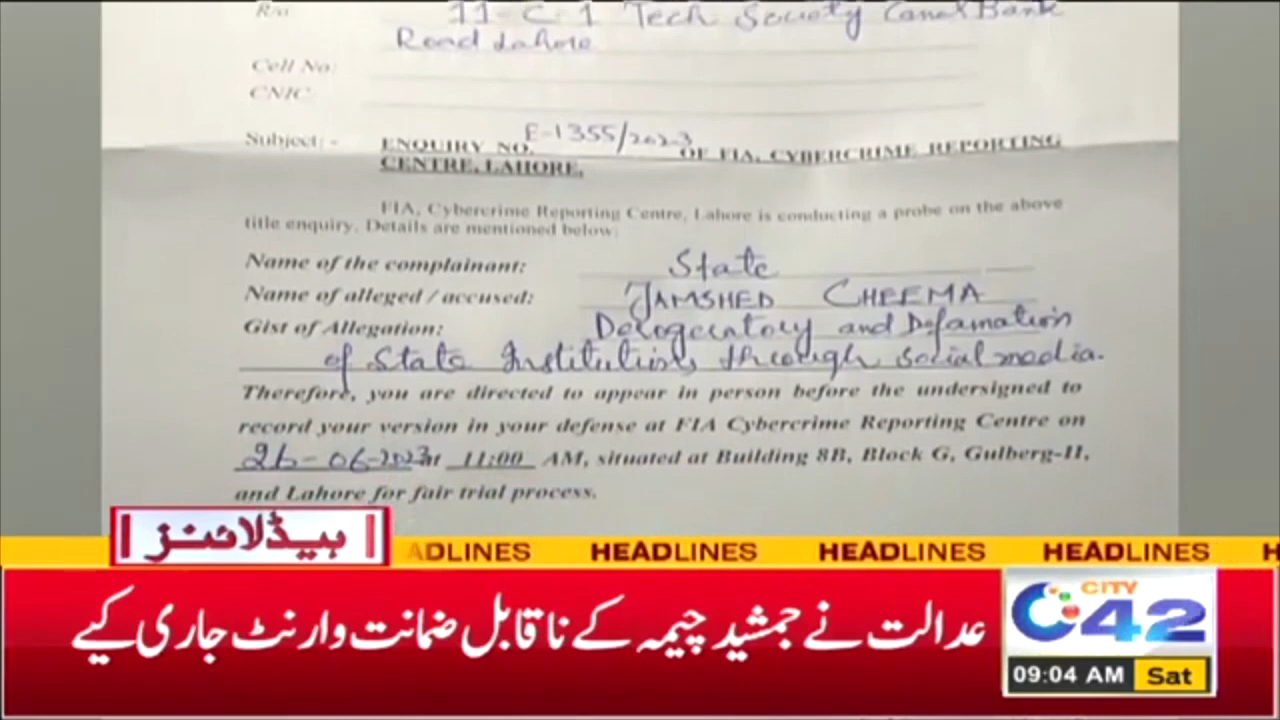 R/o 11-C-1 Tech Society Canal Bank
Road Lahore
Cell No:
CNIC
Subject:- ENQUIRY NO. E-1355/2023 OF FIA, CYBERCRIME REPORTING
CENTRE, LAHORE.
FIA, Cybercrime Reporting Centre, Lahore is conducting a probe on the above
title enquiry. Details are mentioned below:
Name of the complainant: State
Name of alleged / accused: JAMSHED CHEEMA
Gist of Allegation: Derogeratory and Defamation
of State Institutions through social media.
Therefore, you are directed to appear in person before the undersigned to
record your version in your defense at FIA Cybercrime Reporting Centre on
26-06-2023 at 11:00 AM, situated at Building 8B, Block G, Gulberg-II,
and Lahore for fair trial process.
ہیڈلائنز
ADLINES HEADLINES HEADLINES HEADLINES H
عدالت نے جمشید چیمہ کے ناقابل ضمانت وارنٹ جاری کیے
CITY
42
09:04 AM Sat